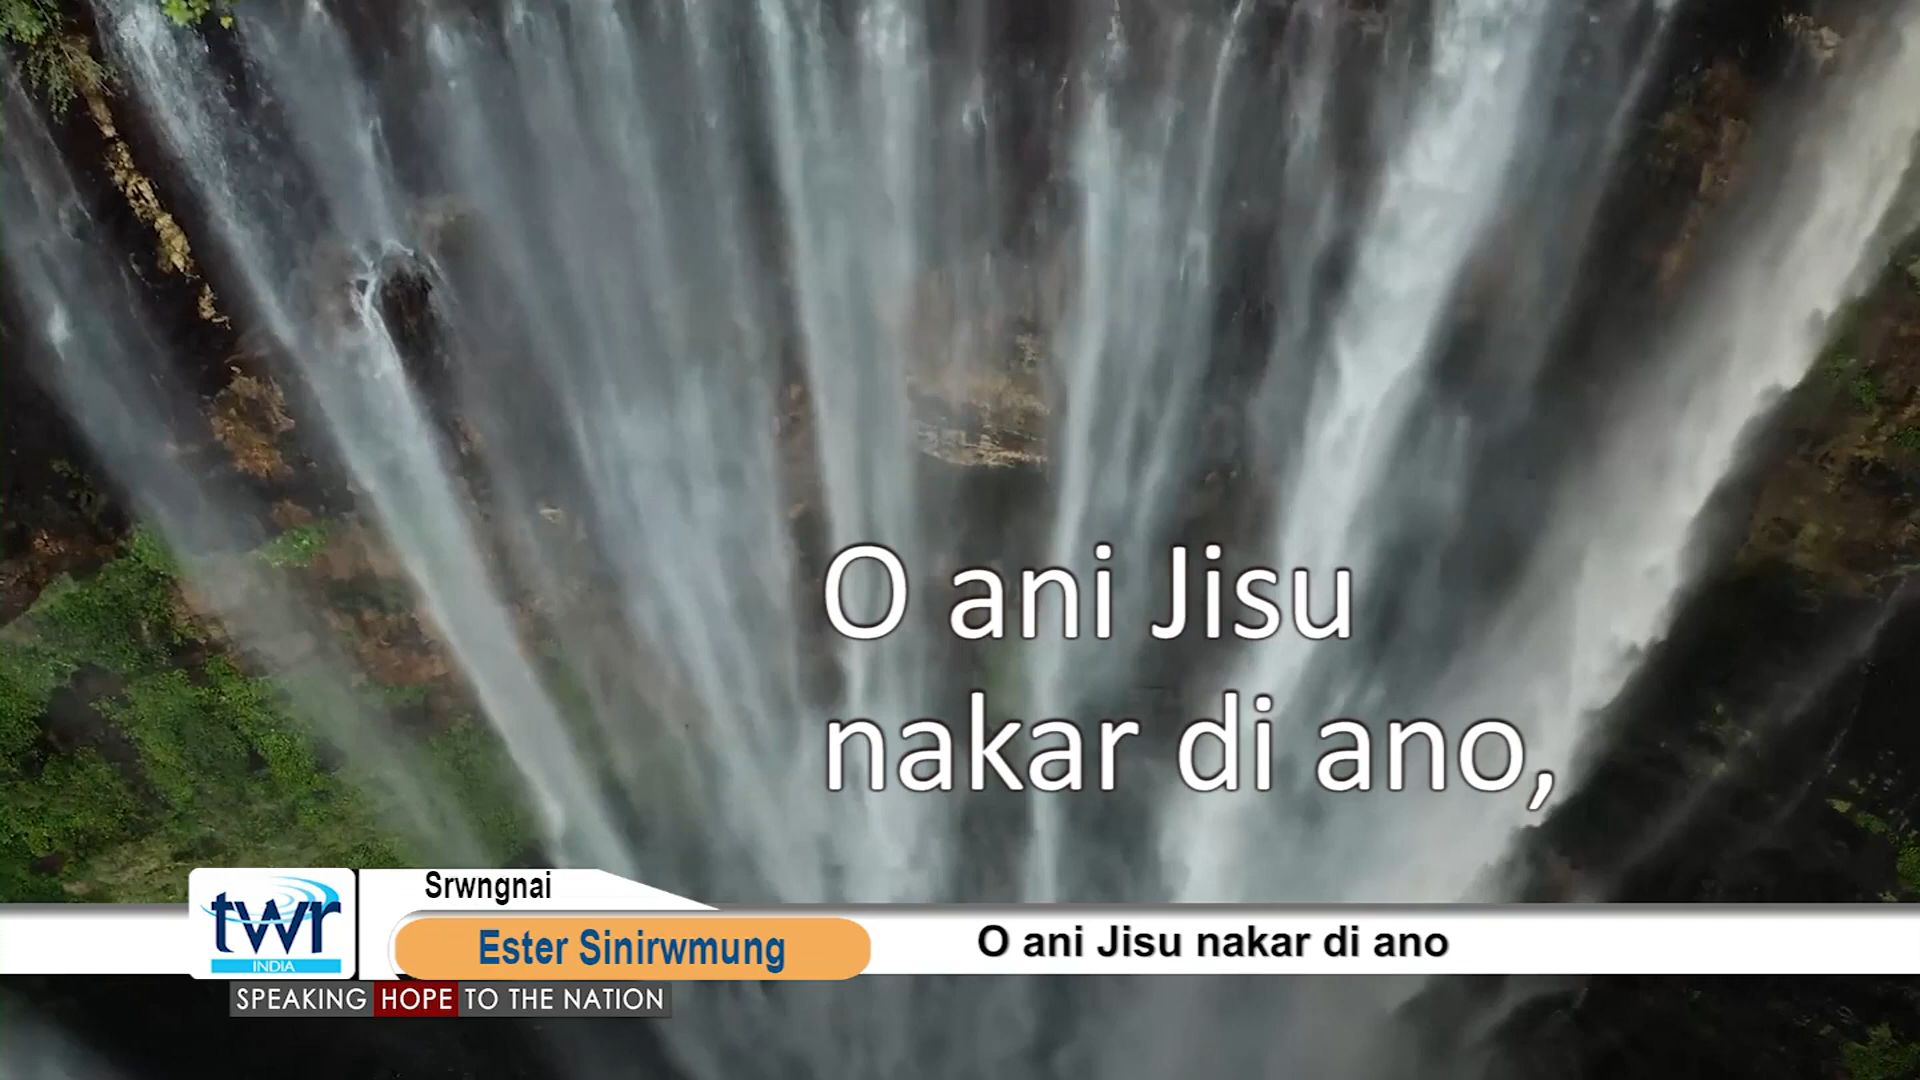 O ani Jisu
nakar di ano,
Srwngnai
twr
INDIA
Ester Sinirwmung
O ani Jisu nakar di ano
SPEAKING HOPE TO THE NATION